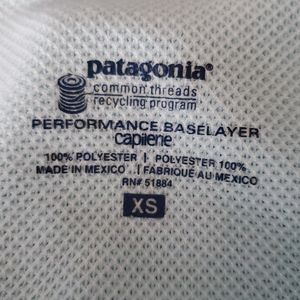 patagonia®
common threads
recycling program
PERFORMANCE BASELAYER
capilene
100% POLYESTER | POLYESTER 100%
MADE IN MEXICO | FABRIQUE AU MEXICO
RN# 51884
XS